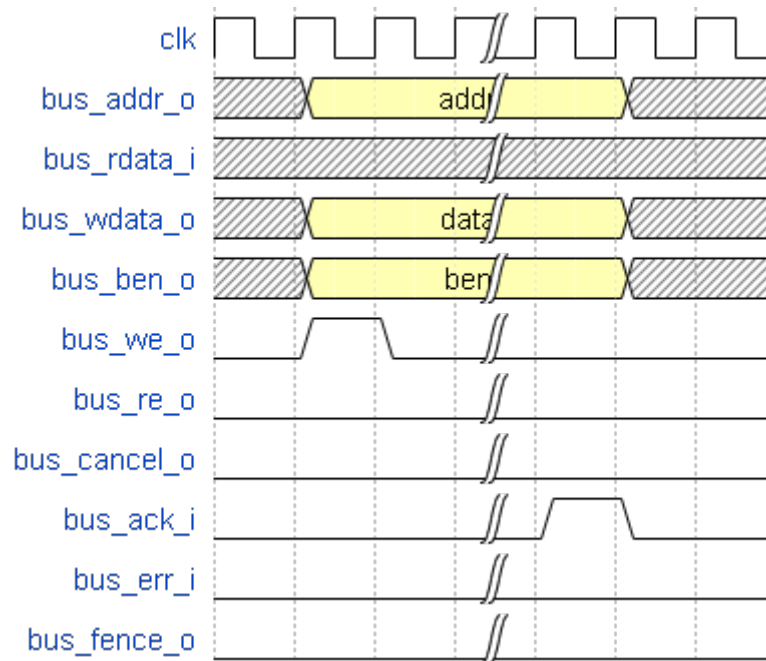 clk
bus_addr_o addr
bus_rdata_i
bus_wdata_o data
bus_ben_o ben
bus_we_o
bus_re_o
bus_cancel_o
bus_ack_i
bus_err_i
bus_fence_o